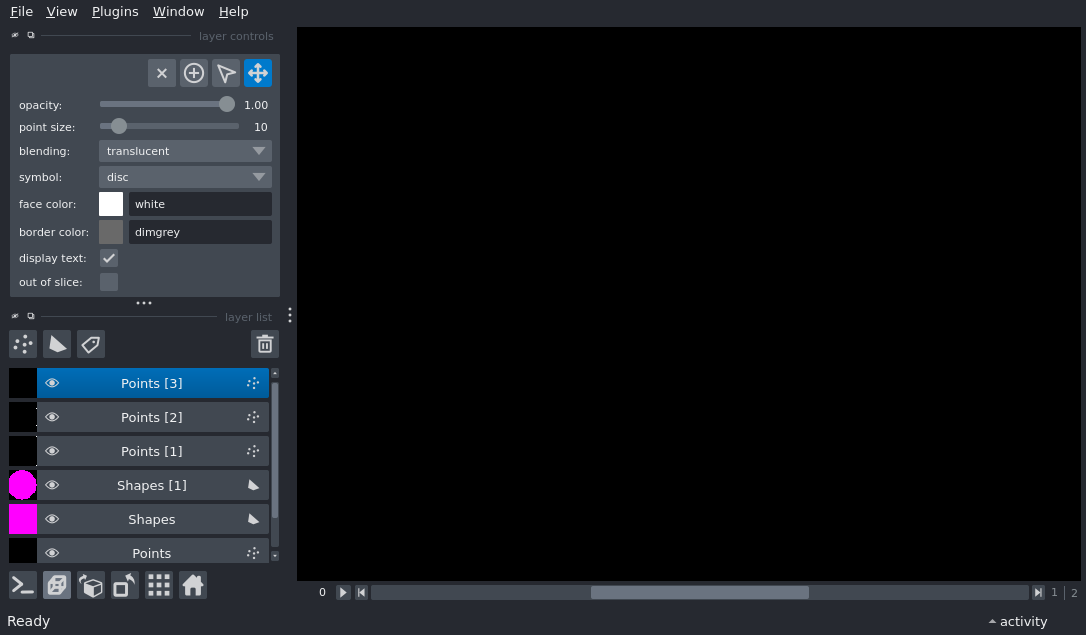 File View Plugins Window Help
layer controls
opacity: 1.00
point size: 10
blending: translucent
symbol: disc
face color: white
border color: dimgrey
display text:
out of slice:
layer list
Points [3]
Points [2]
Points [1]
Shapes [1]
Shapes
Points
0 1 2
Ready activity